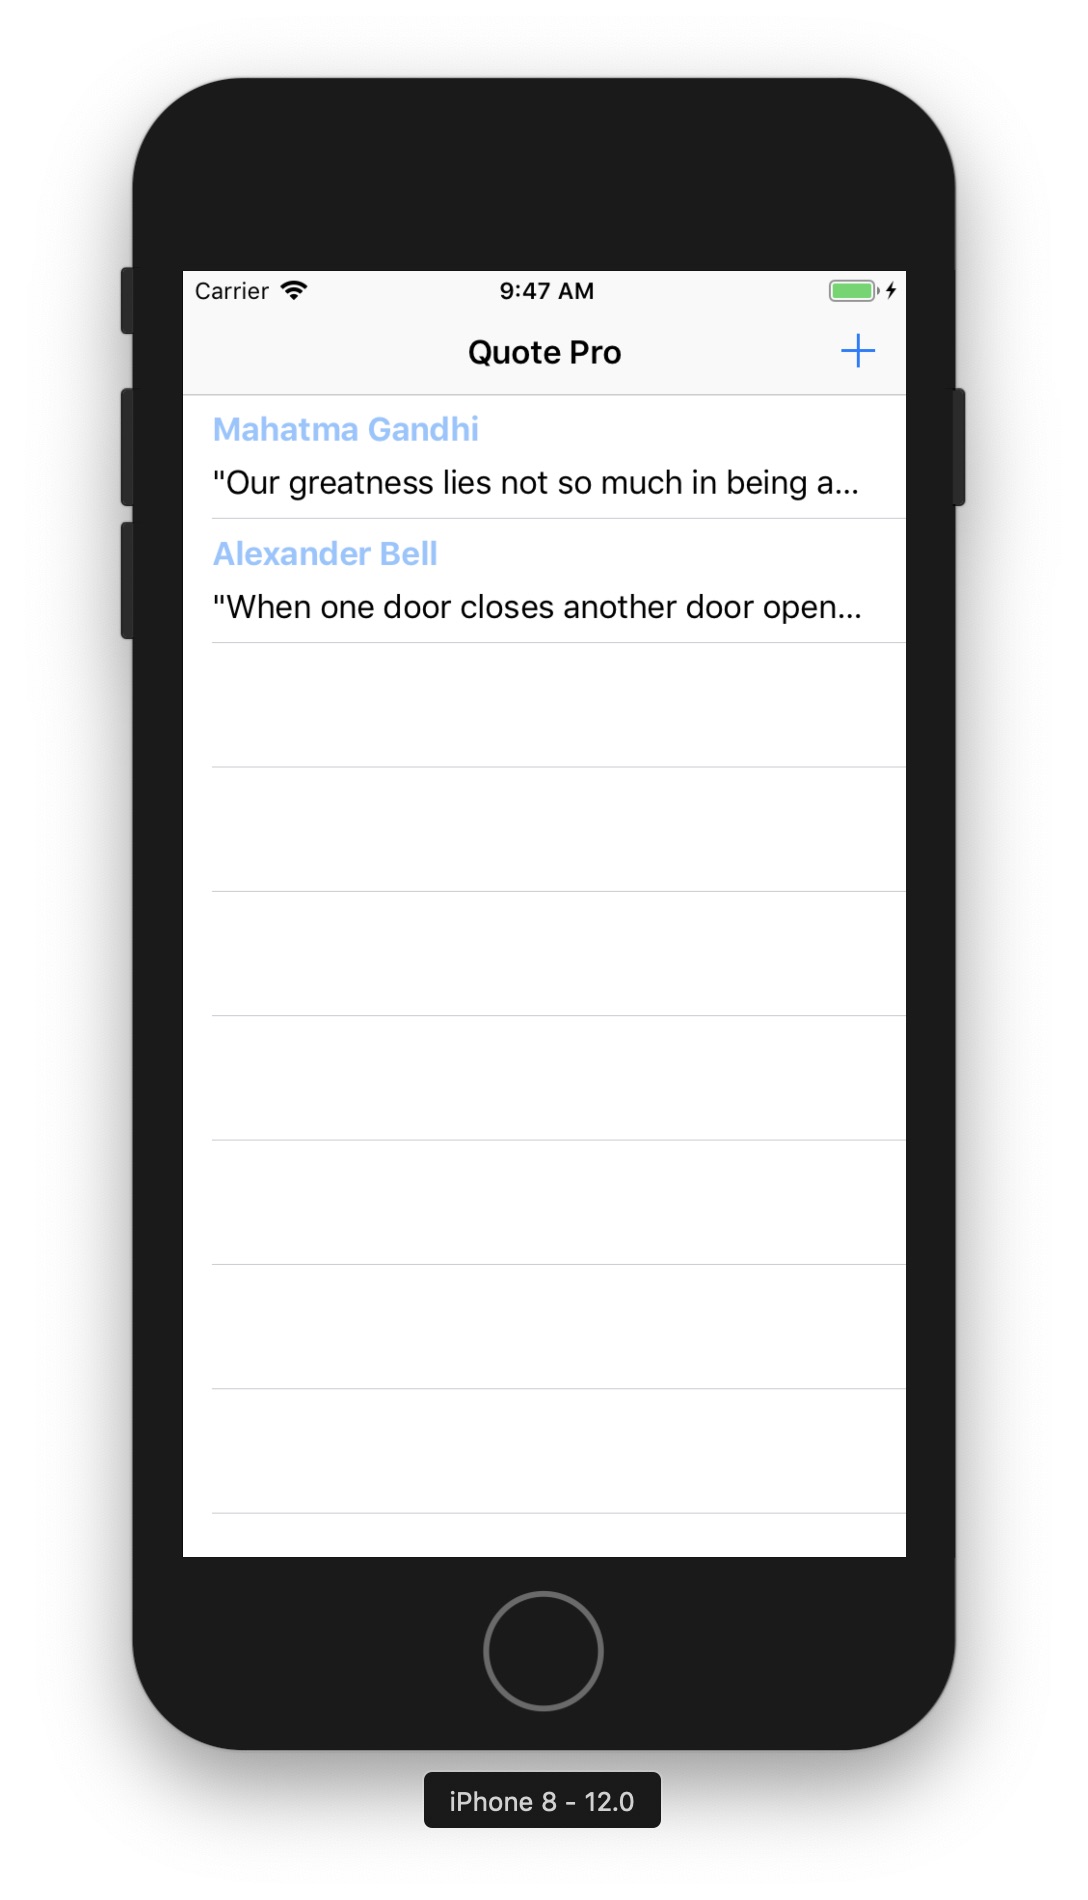 Carrier 9:47 AM
Quote Pro +
Mahatma Gandhi
"Our greatness lies not so much in being a...
Alexander Bell
"When one door closes another door open...
iPhone 8 - 12.0